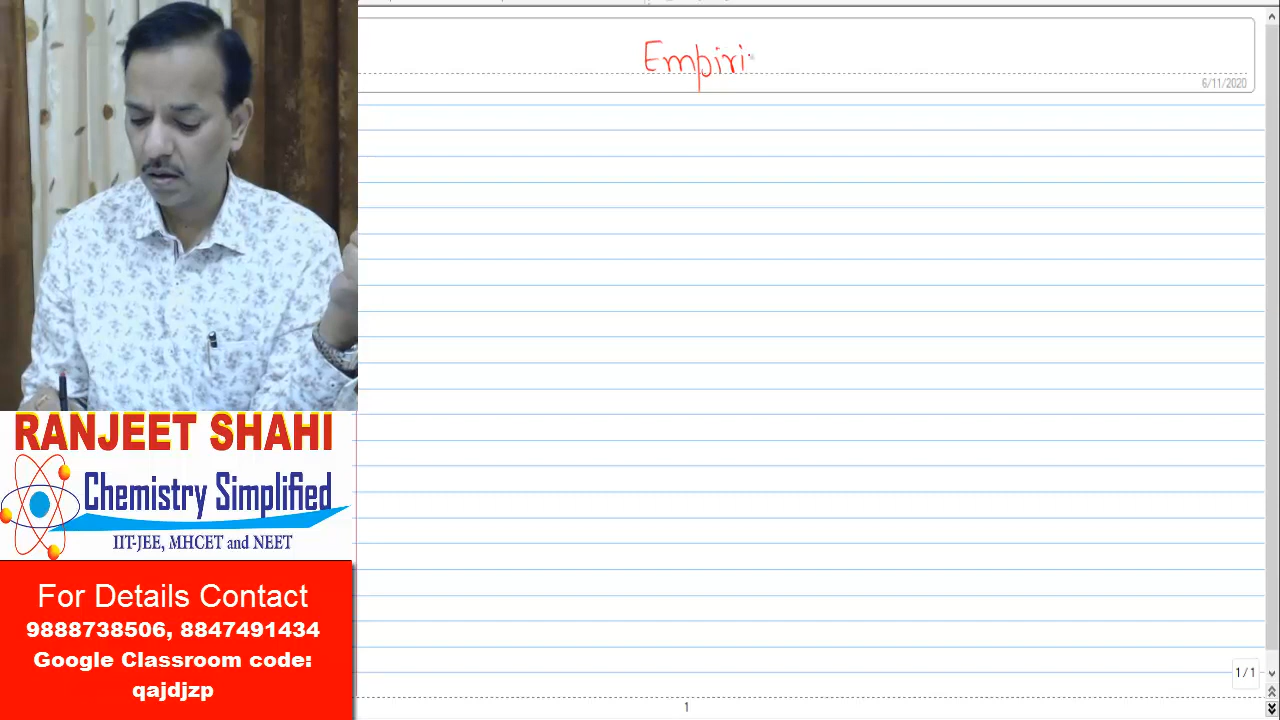 Empiri
6/11/2020
RANJEET SHAHI
Chemistry Simplified
IIT-JEE, MHCET and NEET
For Details Contact
9888738506, 8847491434
Google Classroom code:
qajdjzp
1/1
1